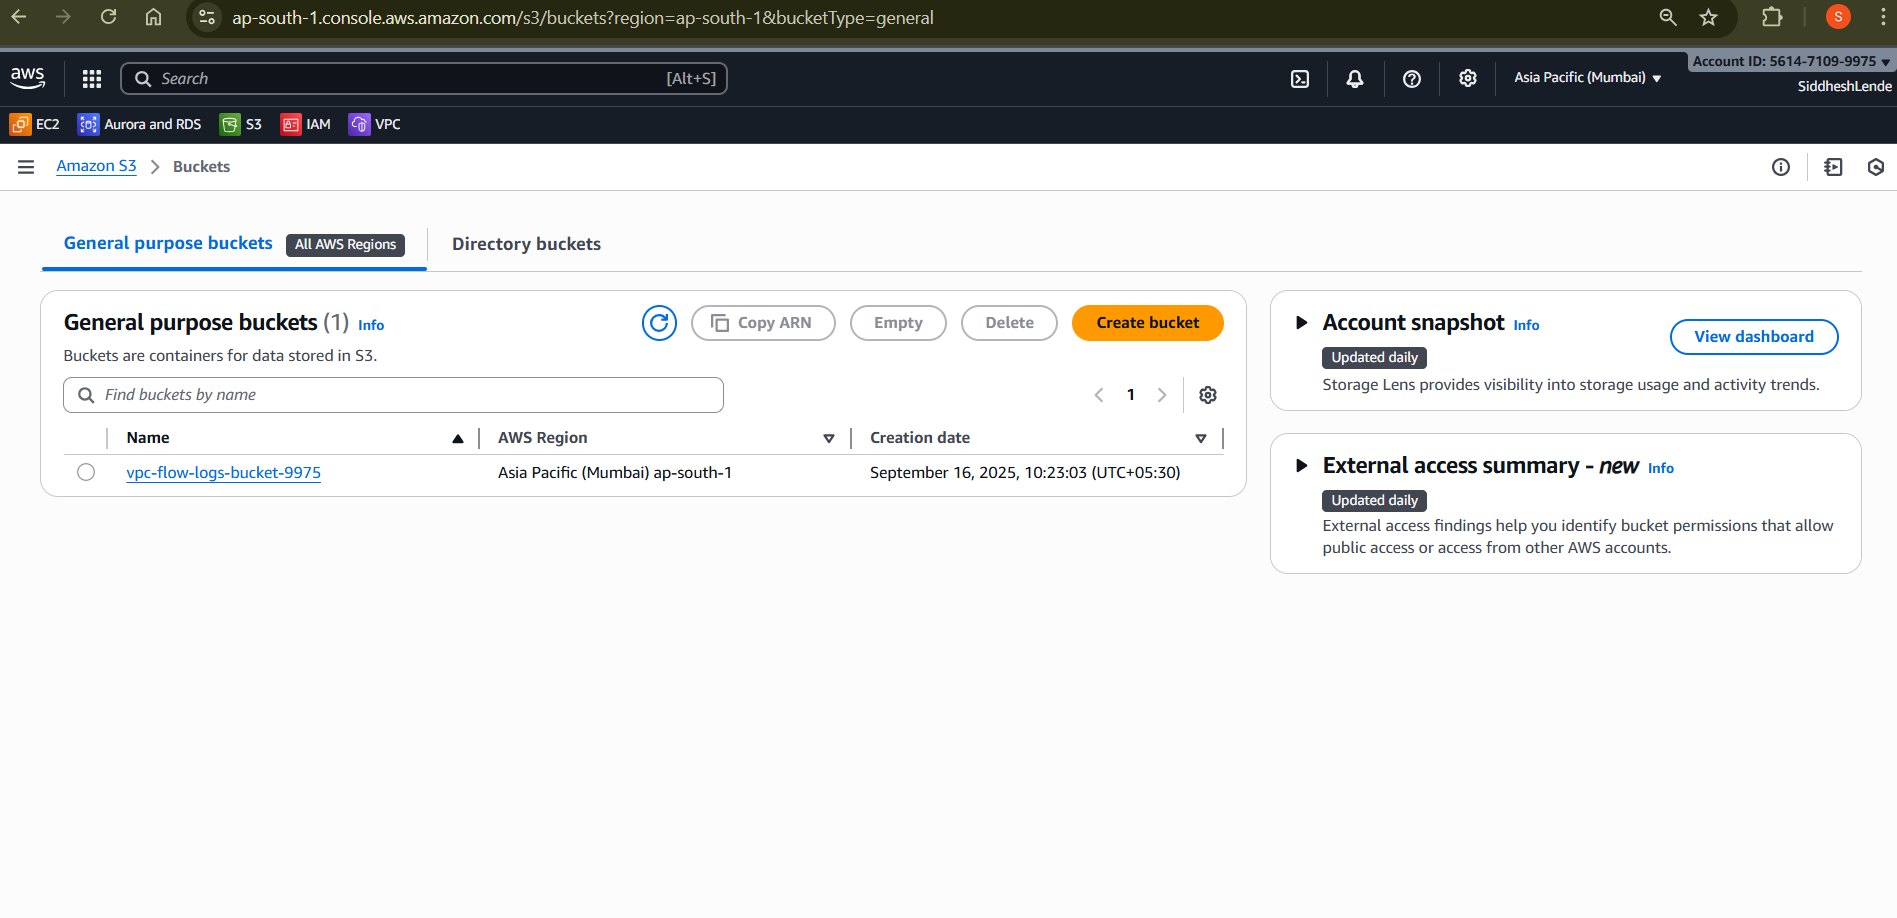 ap-south-1.console.aws.amazon.com/s3/buckets?region=ap-south-1&bucketType=general
S
aws
Search
[Alt+S]
Asia Pacific (Mumbai)
Account ID: 5614-7109-9975
SiddheshLende
EC2
Aurora and RDS
S3
IAM
VPC
Amazon S3
Buckets
General purpose buckets
All AWS Regions
Directory buckets
General purpose buckets (1) Info
Copy ARN
Empty
Delete
Create bucket
Buckets are containers for data stored in S3.
Find buckets by name
1
Name
AWS Region
Creation date
vpc-flow-logs-bucket-9975
Asia Pacific (Mumbai) ap-south-1
September 16, 2025, 10:23:03 (UTC+05:30)
Account snapshot Info
View dashboard
Updated daily
Storage Lens provides visibility into storage usage and activity trends.
External access summary - new Info
Updated daily
External access findings help you identify bucket permissions that allow
public access or access from other AWS accounts.